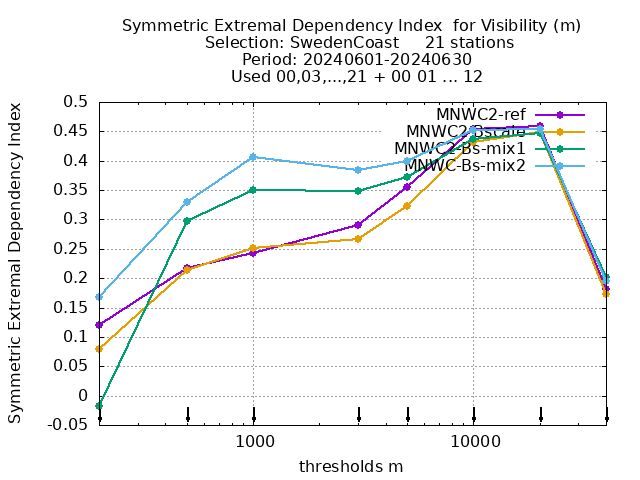 Symmetric Extremal Dependency Index  for Visibility (m)
Selection: SwedenCoast     21 stations
Period: 20240601-20240630
Used 00,03,...,21 + 00 01 ... 12
Symmetric Extremal Dependency Index
0.5
0.45
0.4
0.35
0.3
0.25
0.2
0.15
0.1
0.05
0
-0.05
MNWC2-ref
MNWC2-Bscale
MNWC2-Bs-mix1
MNWC-Bs-mix2
1000
10000
thresholds m